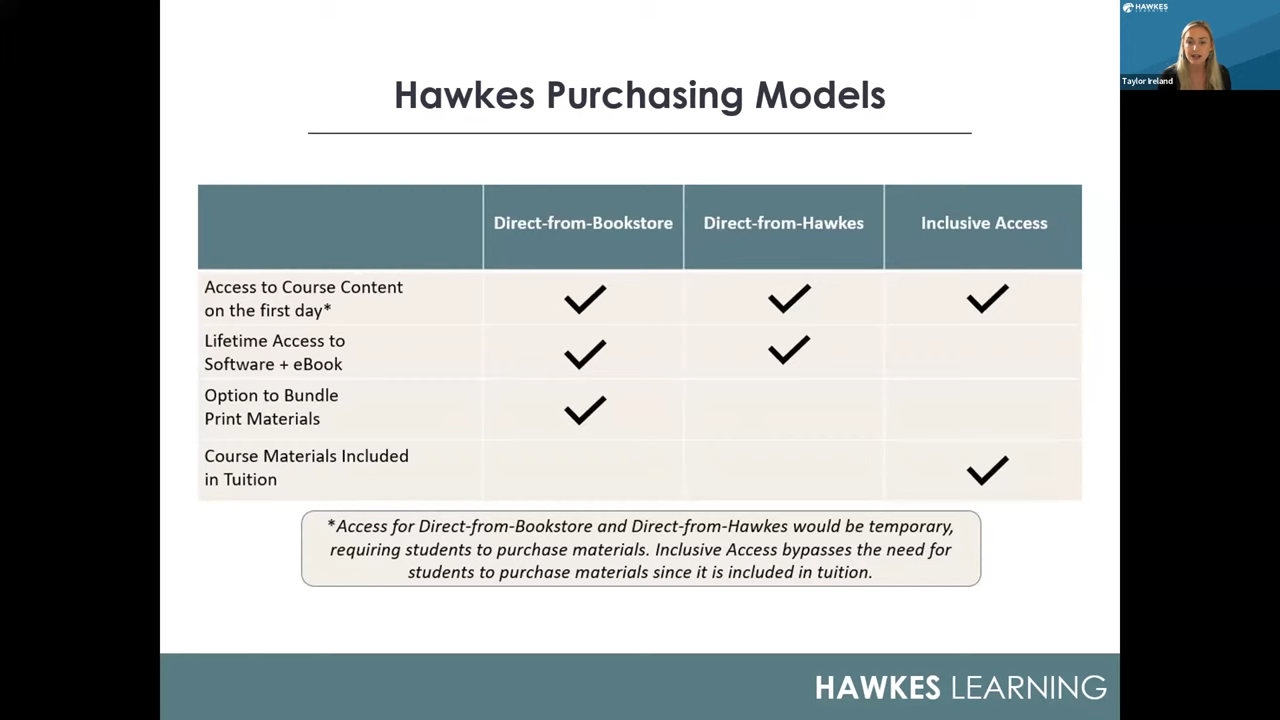 HAWKES
LEARNING
Taylor Ireland
Hawkes Purchasing Models
Direct-from-Bookstore Direct-from-Hawkes Inclusive Access
Access to Course Content
on the first day*
Lifetime Access to
Software + eBook
Option to Bundle
Print Materials
Course Materials Included
in Tuition
*Access for Direct-from-Bookstore and Direct-from-Hawkes would be temporary,
requiring students to purchase materials. Inclusive Access bypasses the need for
students to purchase materials since it is included in tuition.
HAWKES LEARNING